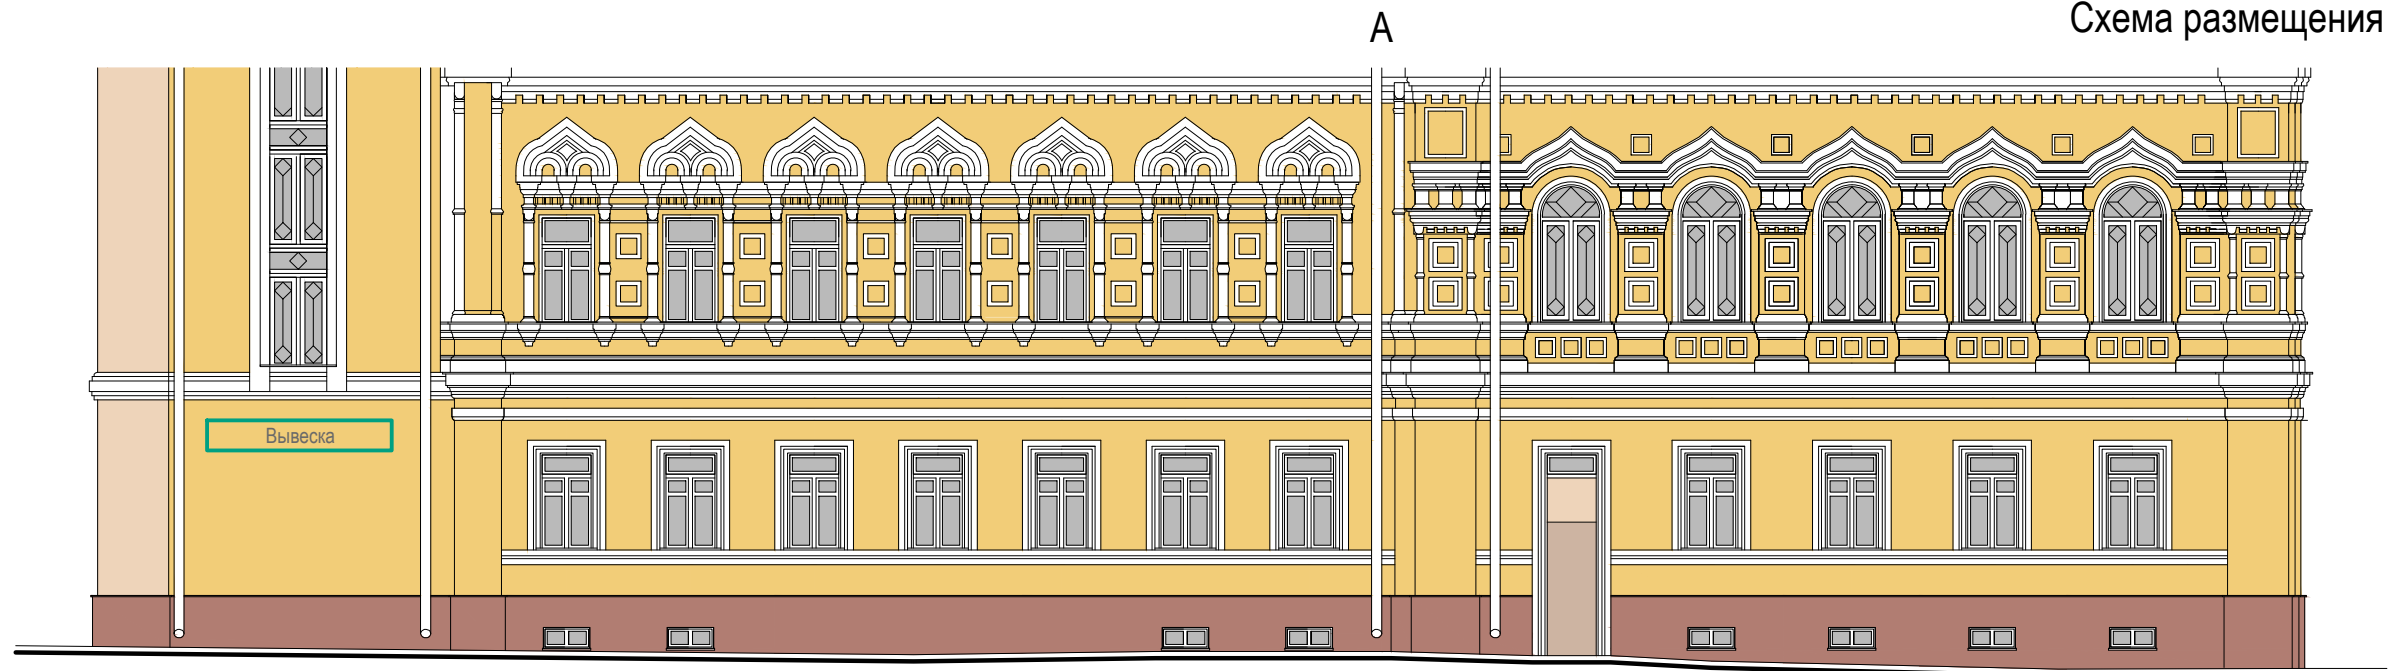 Схема размещения
А
Вывеска